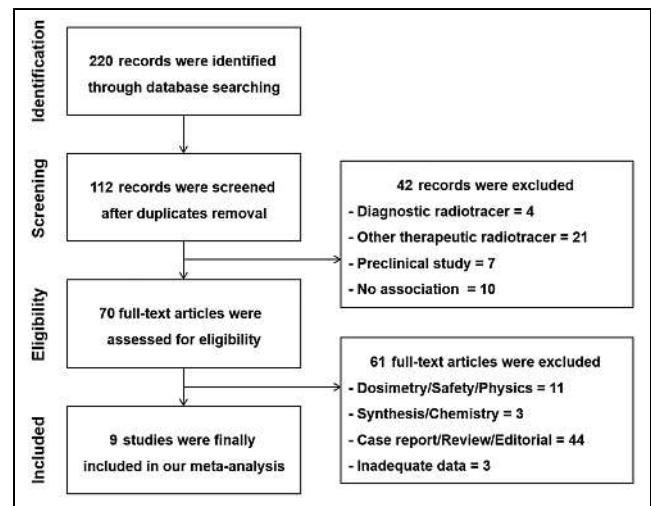 Identification
220 records were identified
through database searching
Screening
112 records were screened
after duplicates removal
42 records were excluded
- Diagnostic radiotracer = 4
- Other therapeutic radiotracer = 21
- Preclinical study = 7
- No association = 10
Eligibility
70 full-text articles were
assessed for eligibility
61 full-text articles were excluded
- Dosimetry/Safety/Physics = 11
- Synthesis/Chemistry = 3
- Case report/Review/Editorial = 44
- Inadequate data = 3
Included
9 studies were finally
included in our meta-analysis